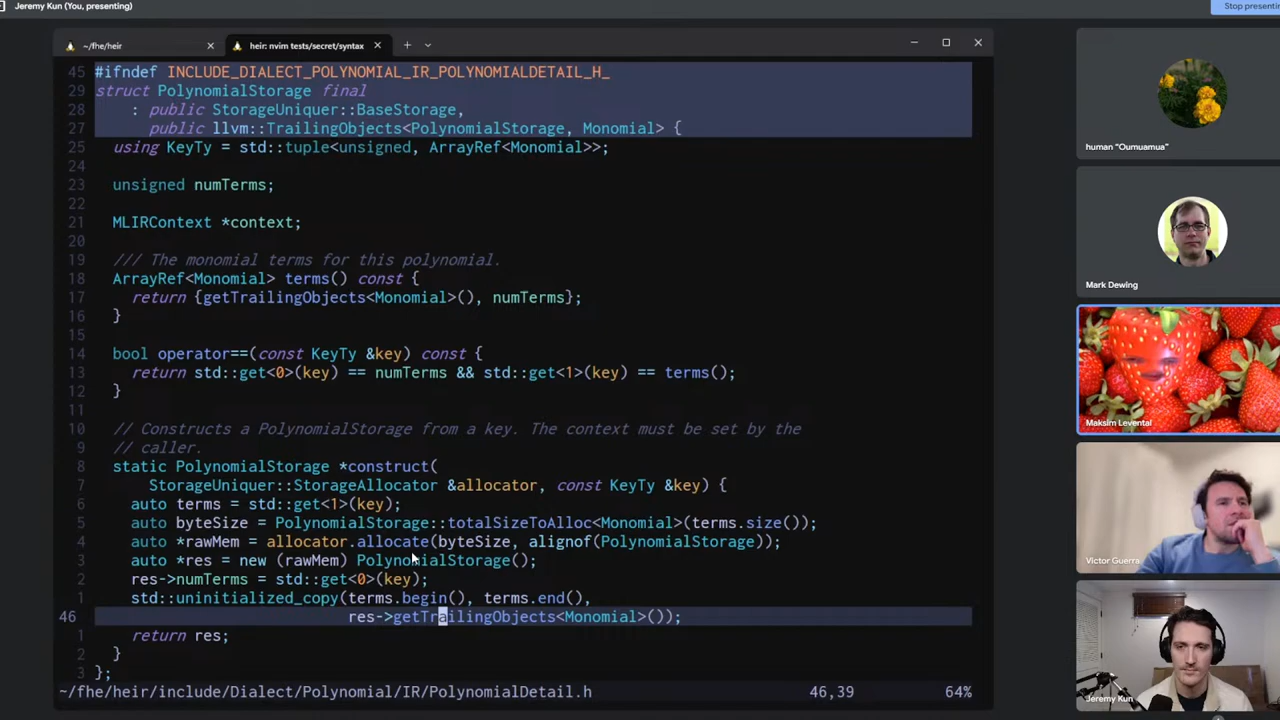 Jeremy Kun (You, presenting)
Stop presenting
~/fhe/heir
heir: nvim tests/secret/syntax
45 #ifndef INCLUDE_DIALECT_POLYNOMIAL_IR_POLYNOMIALDETAIL_H_
29 struct PolynomialStorage final
28 : public StorageUniquer::BaseStorage,
27 public llvm::TrailingObjects<PolynomialStorage, Monomial> {
25 using KeyTy = std::tuple<unsigned, ArrayRef<Monomial>>;
24
23 unsigned numTerms;
22
21 MLIRContext *context;
20
19 /// The monomial terms for this polynomial.
18 ArrayRef<Monomial> terms() const {
17 return {getTrailingObjects<Monomial>(), numTerms};
16 }
15
14 bool operator==(const KeyTy &key) const {
13 return std::get<0>(key) == numTerms && std::get<1>(key) == terms();
12 }
11
10 // Constructs a PolynomialStorage from a key. The context must be set by the
9 // caller.
8 static PolynomialStorage *construct(
7 StorageUniquer::StorageAllocator &allocator, const KeyTy &key) {
6 auto terms = std::get<1>(key);
5 auto byteSize = PolynomialStorage::totalSizeToAlloc<Monomial>(terms.size());
4 auto *rawMem = allocator.allocate(byteSize, alignof(PolynomialStorage));
3 auto *res = new (rawMem) PolynomialStorage();
2 res->numTerms = std::get<0>(key);
1 std::uninitialized_copy(terms.begin(), terms.end(),
46 res->getTrailingObjects<Monomial>());
1 return res;
2 }
3 };
~/fhe/heir/include/Dialect/Polynomial/IR/PolynomialDetail.h 46,39 64%
human "Oumuamua"
Mark Dewing
Maksim Levental
Victor Guerra
Jeremy Kun